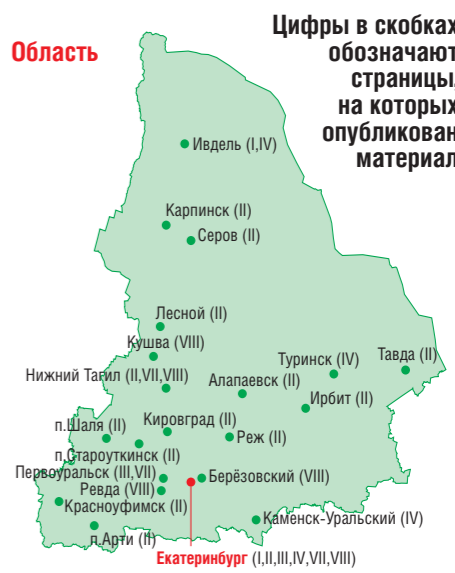 Область
Цифры в скобках
обозначают
страницы,
на которых
опубликован
материал
Ивдель (I,IV)
Карпинск (II)
Серов (II)
Лесной (II)
Кушва (VIII)
Туринск (IV)
Тавда (II)
Нижний Тагил (II,VII,VIII)
Алапаевск (II)
Ирбит (II)
п.Шаля (II)
Кировград (II)
Реж (II)
п.Староуткинск (II)
Первоуральск (III,VII)
Берёзовский (VIII)
Ревда (VIII)
Красноуфимск (II)
Каменск-Уральский (IV)
п.Арти (II)
Екатеринбург (I,II,III,IV,VII,VIII)